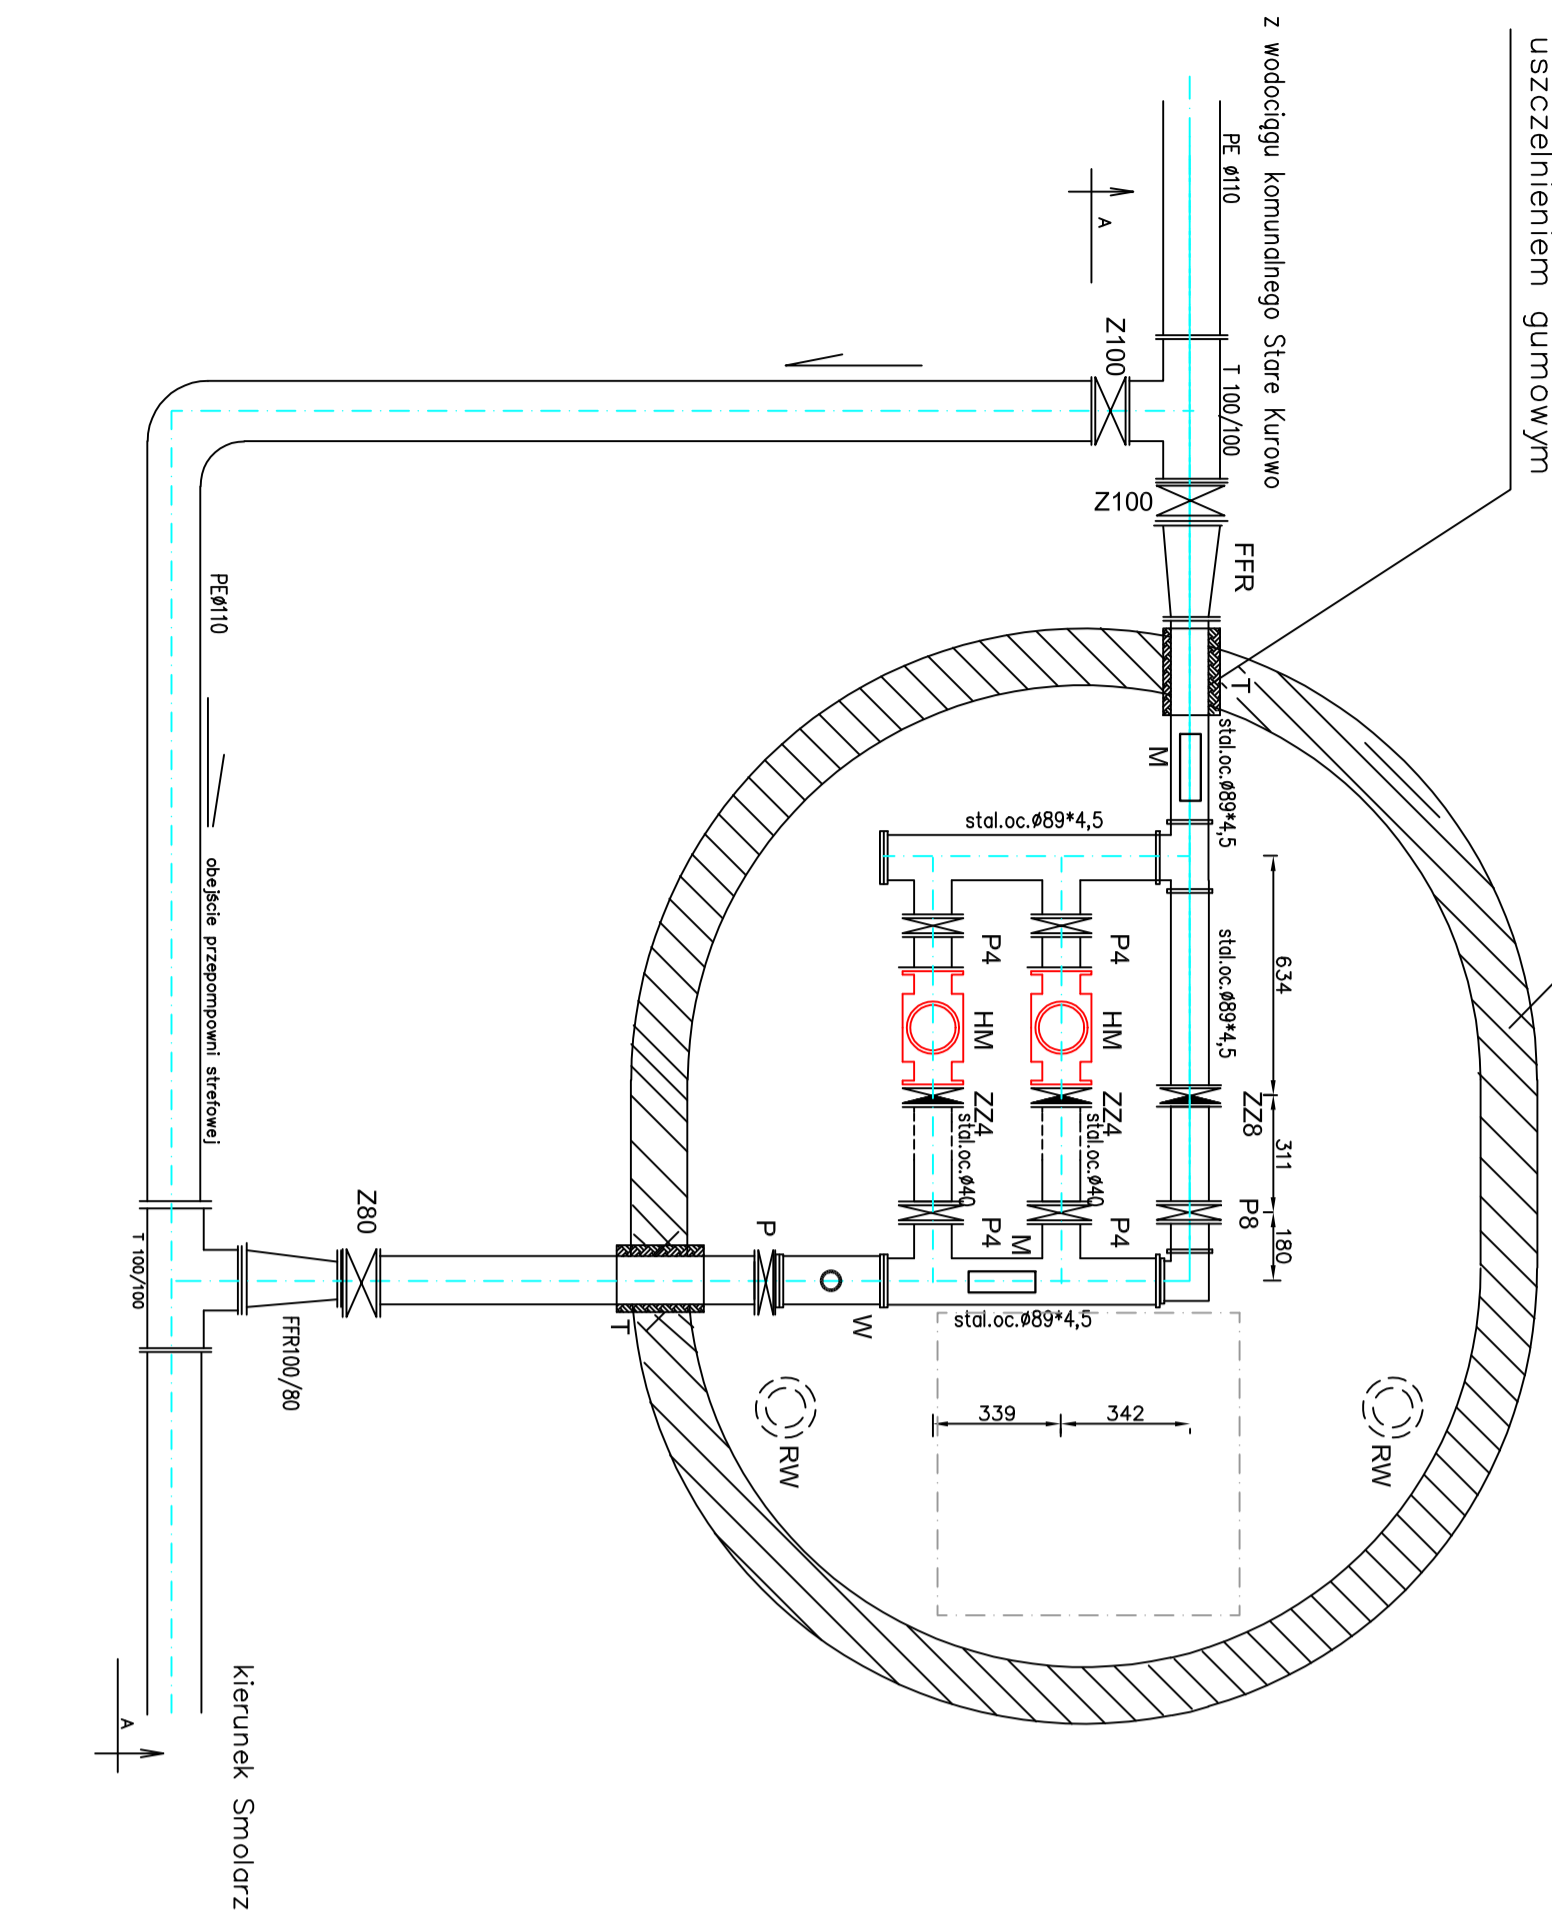 uszczelnieniem gumowym
z wodociągu komunalnego Stare Kurowo
PE ø110
A
Z100
T 100/100
Z100
FFR
T
stal.oc.ø89*4,5
M
stal.oc.ø89*4,5
634
stal.oc.ø89*4,5
P4
P4
HM
HM
ZZ4
ZZ4
ZZ8
stal.oc.ø40
stal.oc.ø40
311
P8
P4
P4
180
M
stal.oc.ø89*4,5
W
P
T
339
342
RW
RW
PEø110
obejście przepompowni strefowej
Z80
T 100/100
FFR100/80
kierunek Smolarz
A